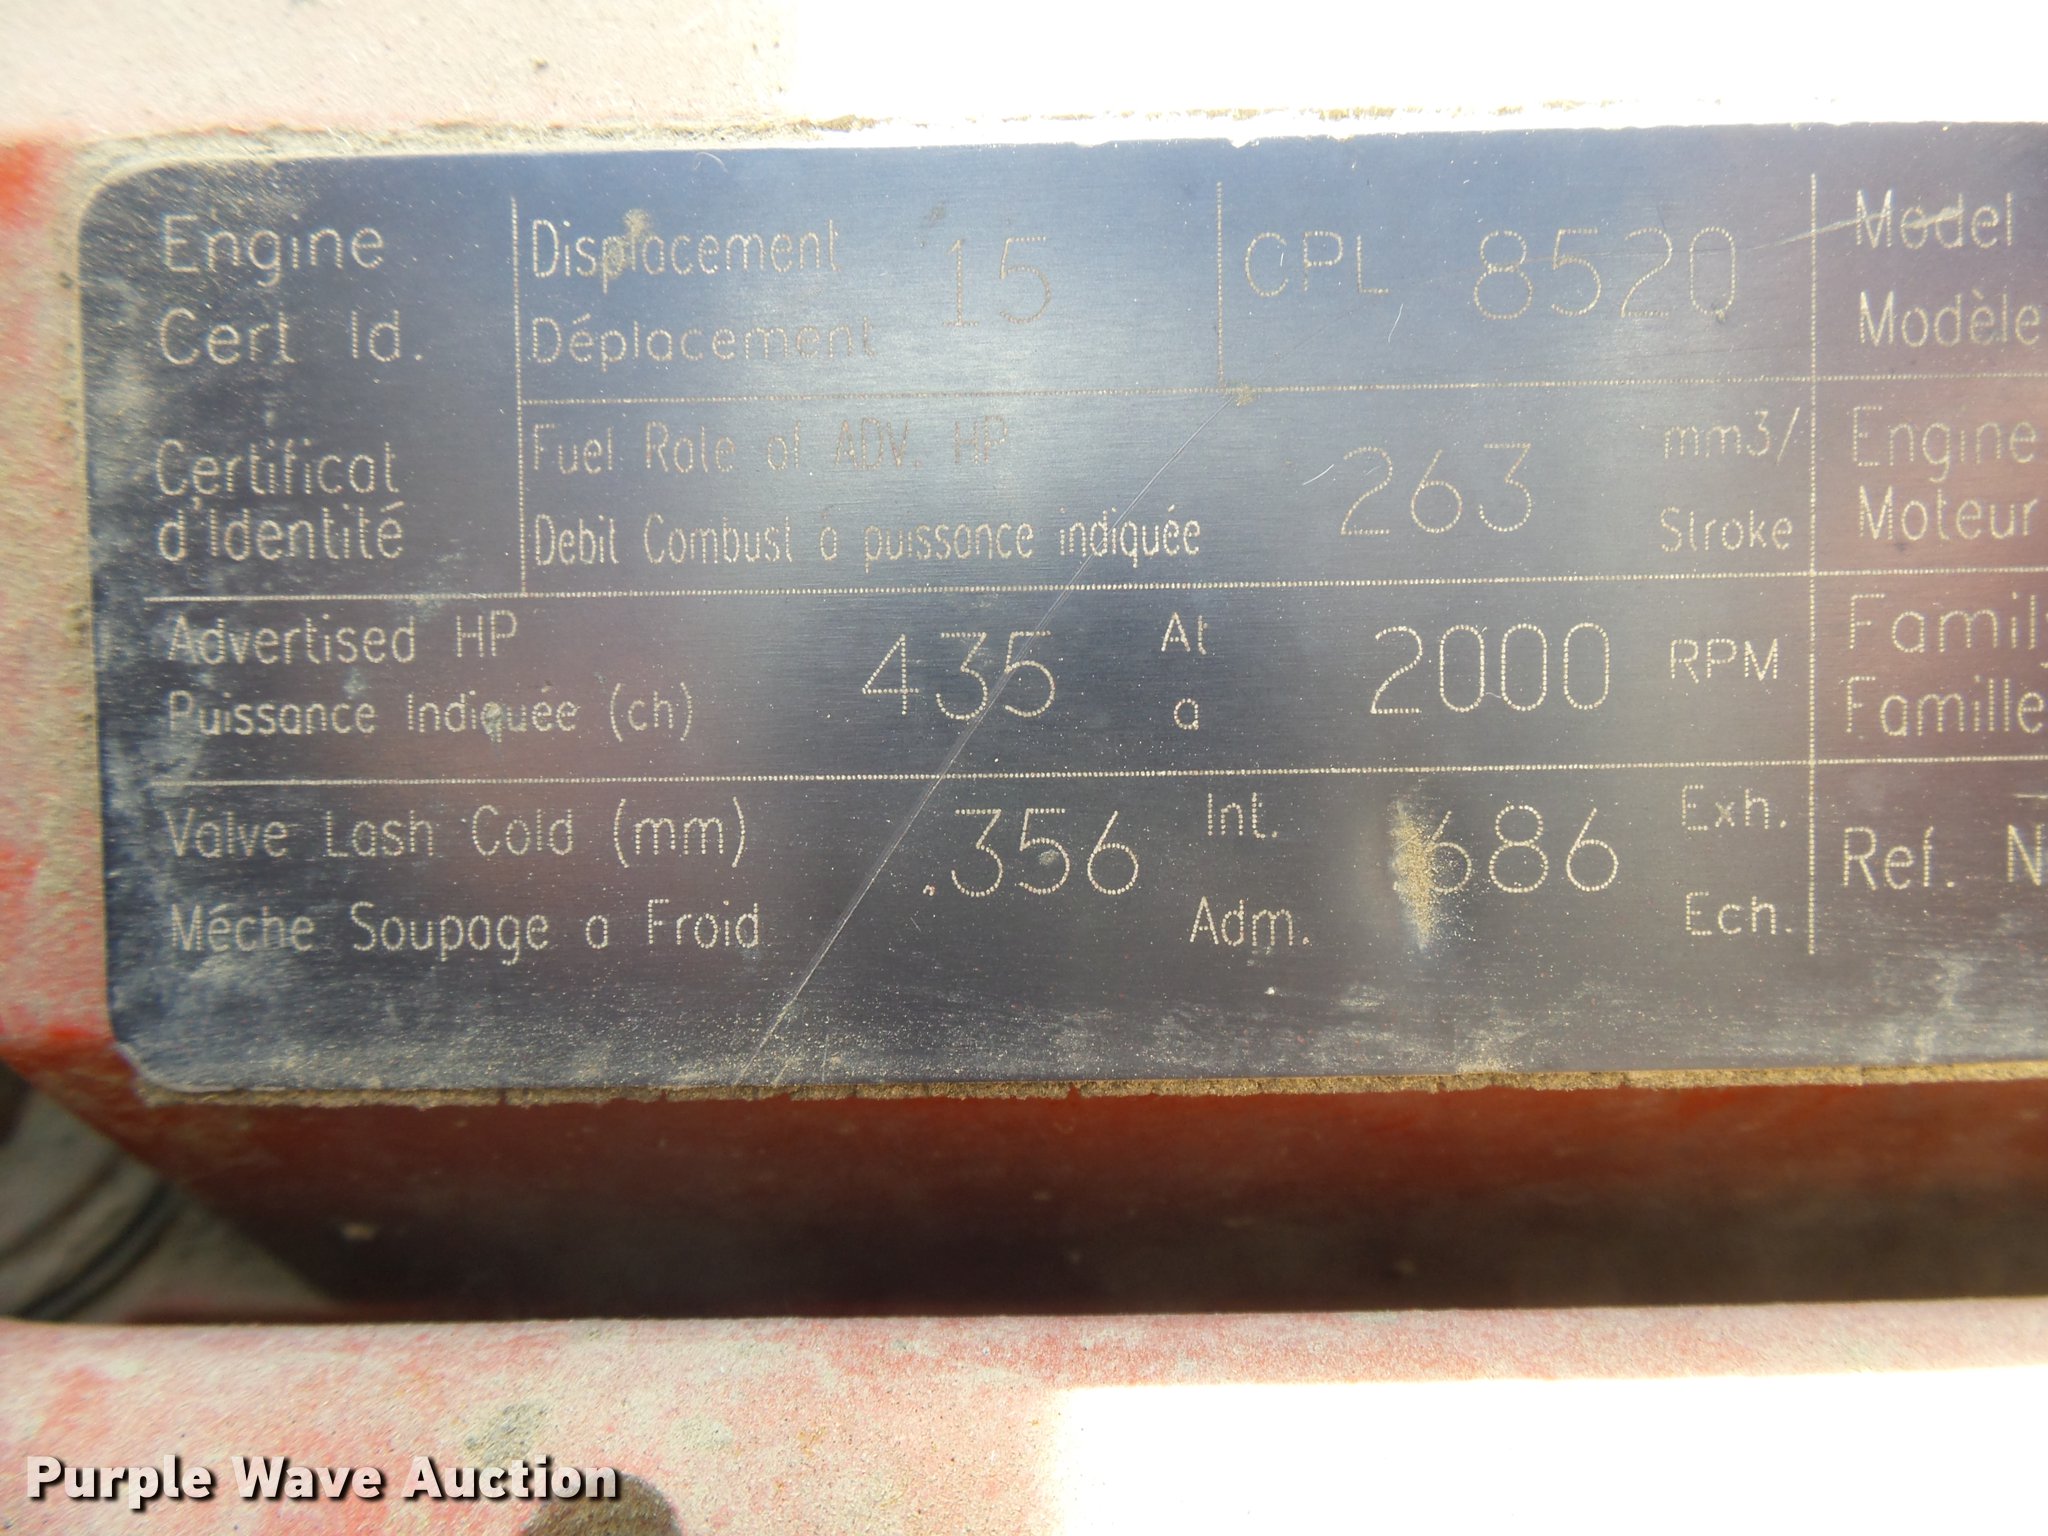 Engine
Cert Id.
Certificat
d'Identité
Displacement 15
Déplacement
CPL 8520
Model
Modèle
Fuel Rate of ADV. HP
Debit Combust à puissance indiquée
263 mm3/
Stroke
Engine
Moteur
Advertised HP 435 At 2000 RPM
Puissance Indiquée (ch) a
Family
Famille
Valve Lash Cold (mm) .356 Int. 686 Exh.
Méche Soupage a Froid Adm. Ech.
Ref. N
Purple Wave Auction